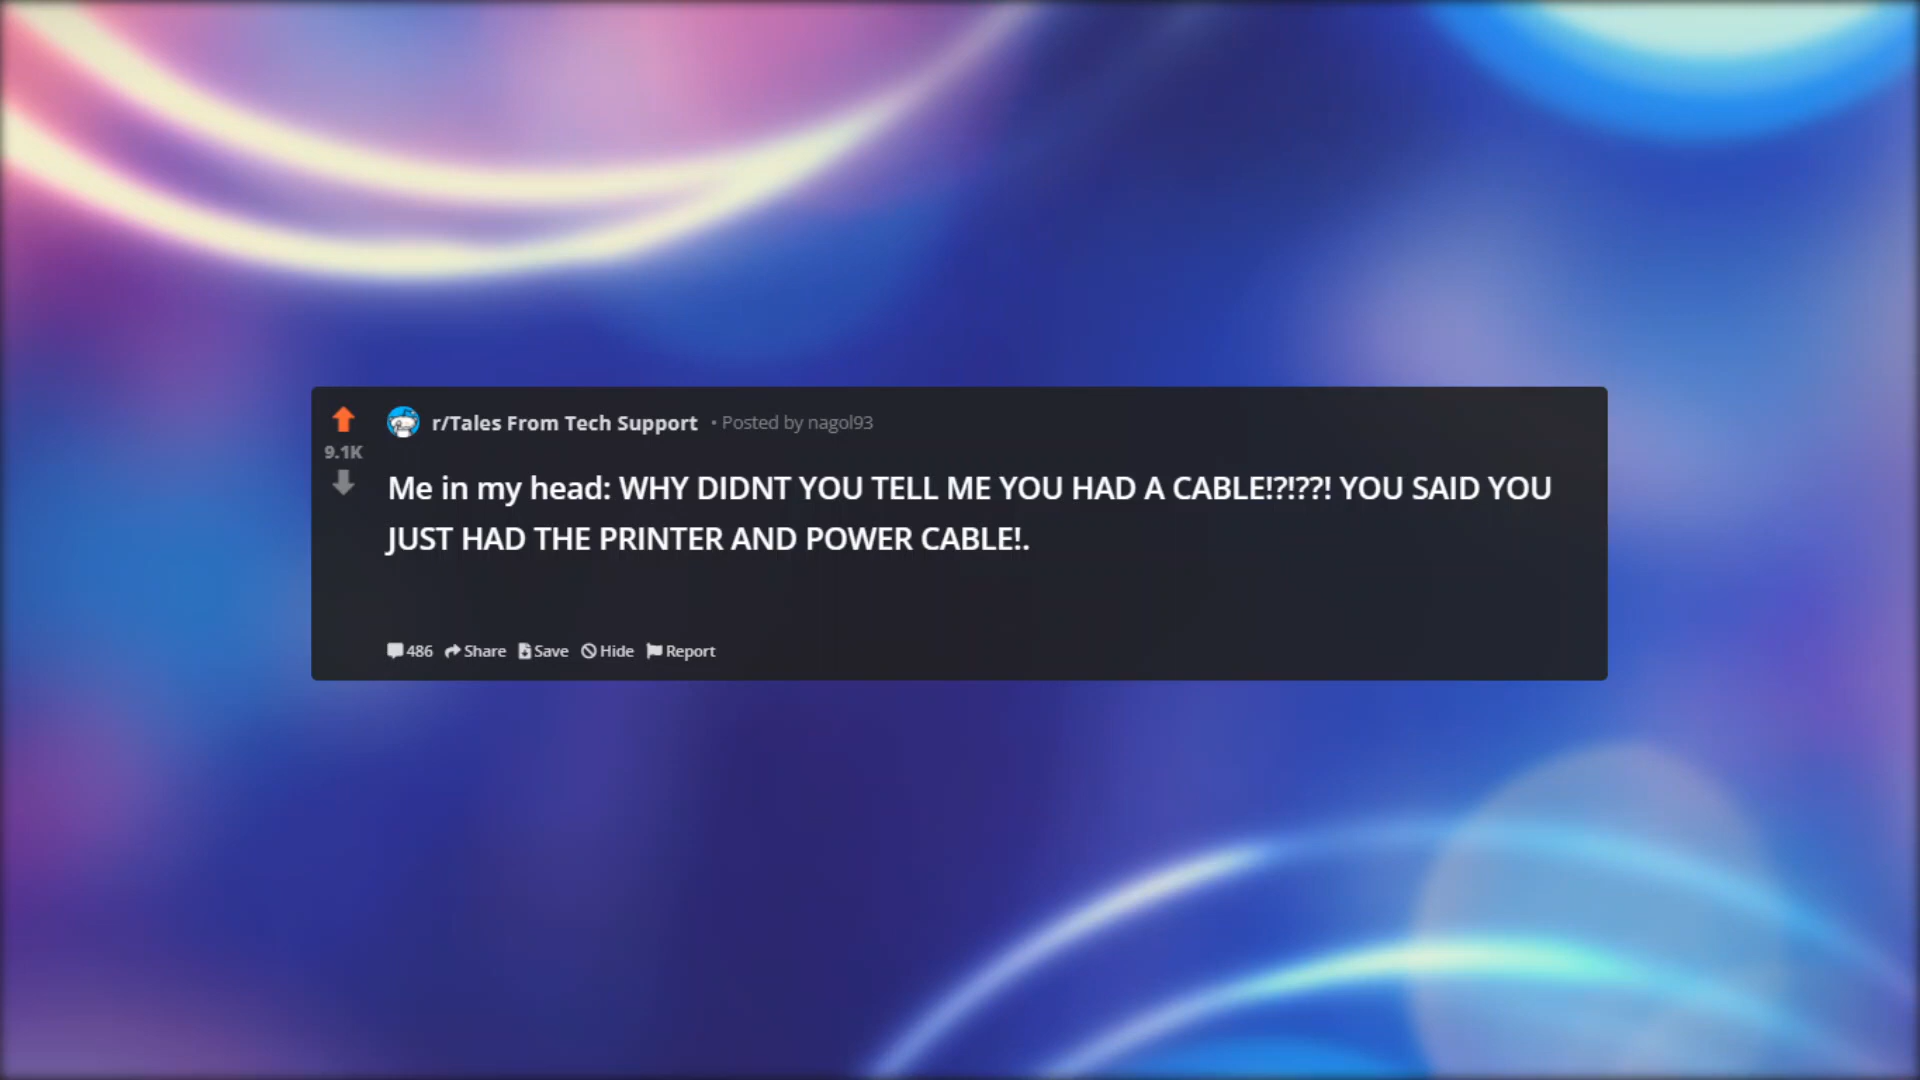 r/Tales From Tech Support • Posted by nagol93
9.1K
Me in my head: WHY DIDNT YOU TELL ME YOU HAD A CABLE!?!??! YOU SAID YOU
JUST HAD THE PRINTER AND POWER CABLE!.
486 Share Save Hide Report